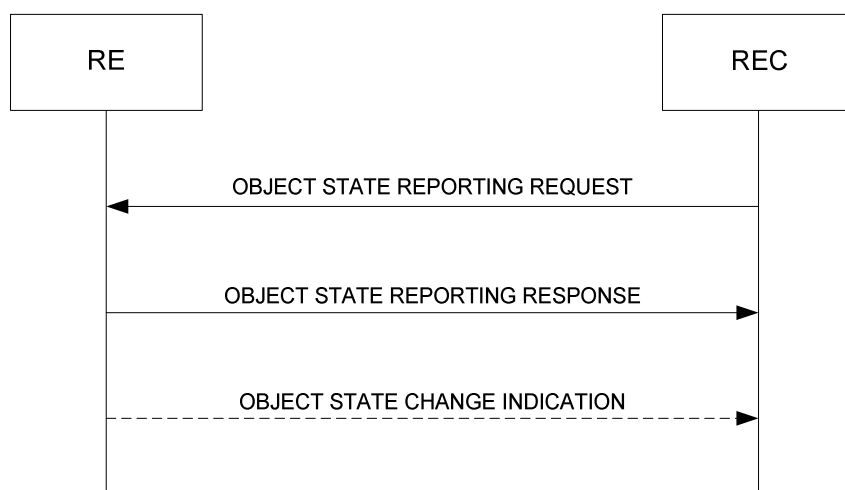 RE
REC
OBJECT STATE REPORTING REQUEST
OBJECT STATE REPORTING RESPONSE
OBJECT STATE CHANGE INDICATION